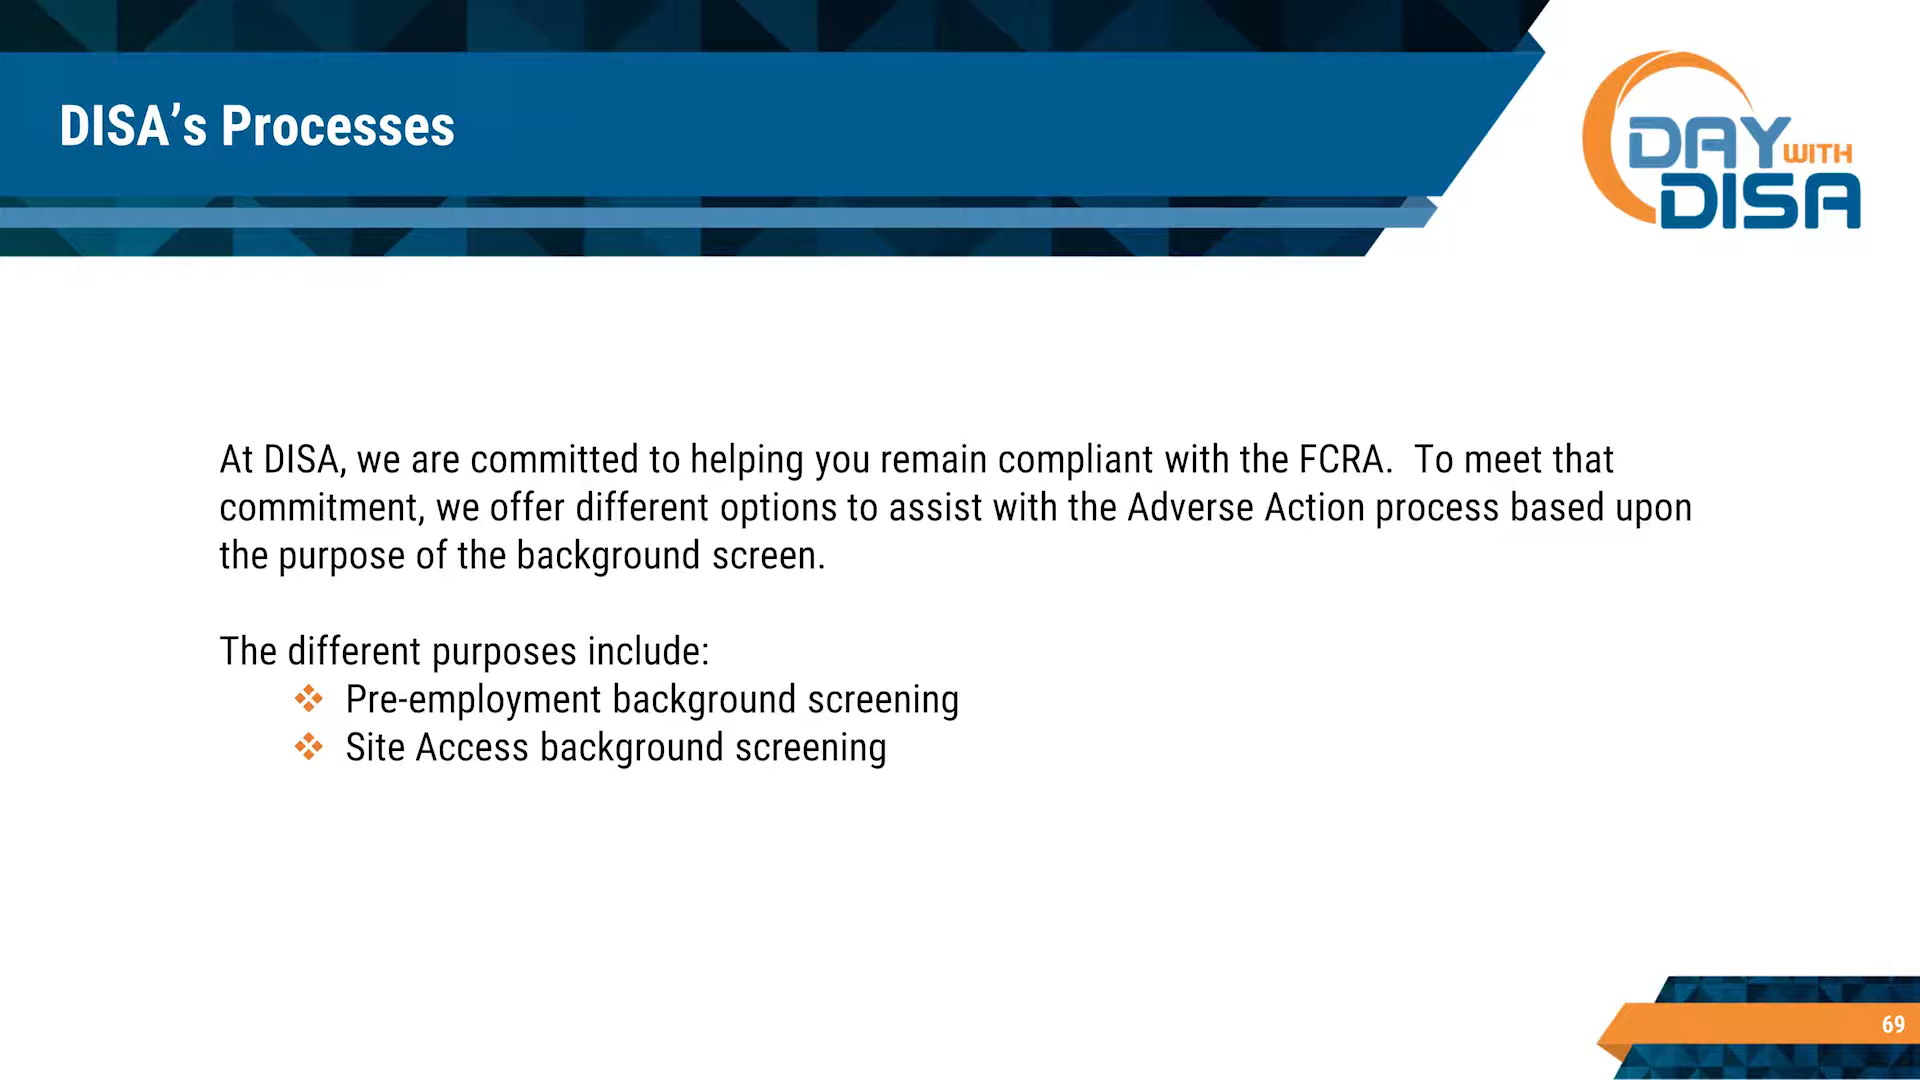 DISA’s Processes
DAY WITH
DISA
At DISA, we are committed to helping you remain compliant with the FCRA.  To meet that
commitment, we offer different options to assist with the Adverse Action process based upon
the purpose of the background screen.
The different purposes include:
❖ Pre-employment background screening
❖ Site Access background screening
69